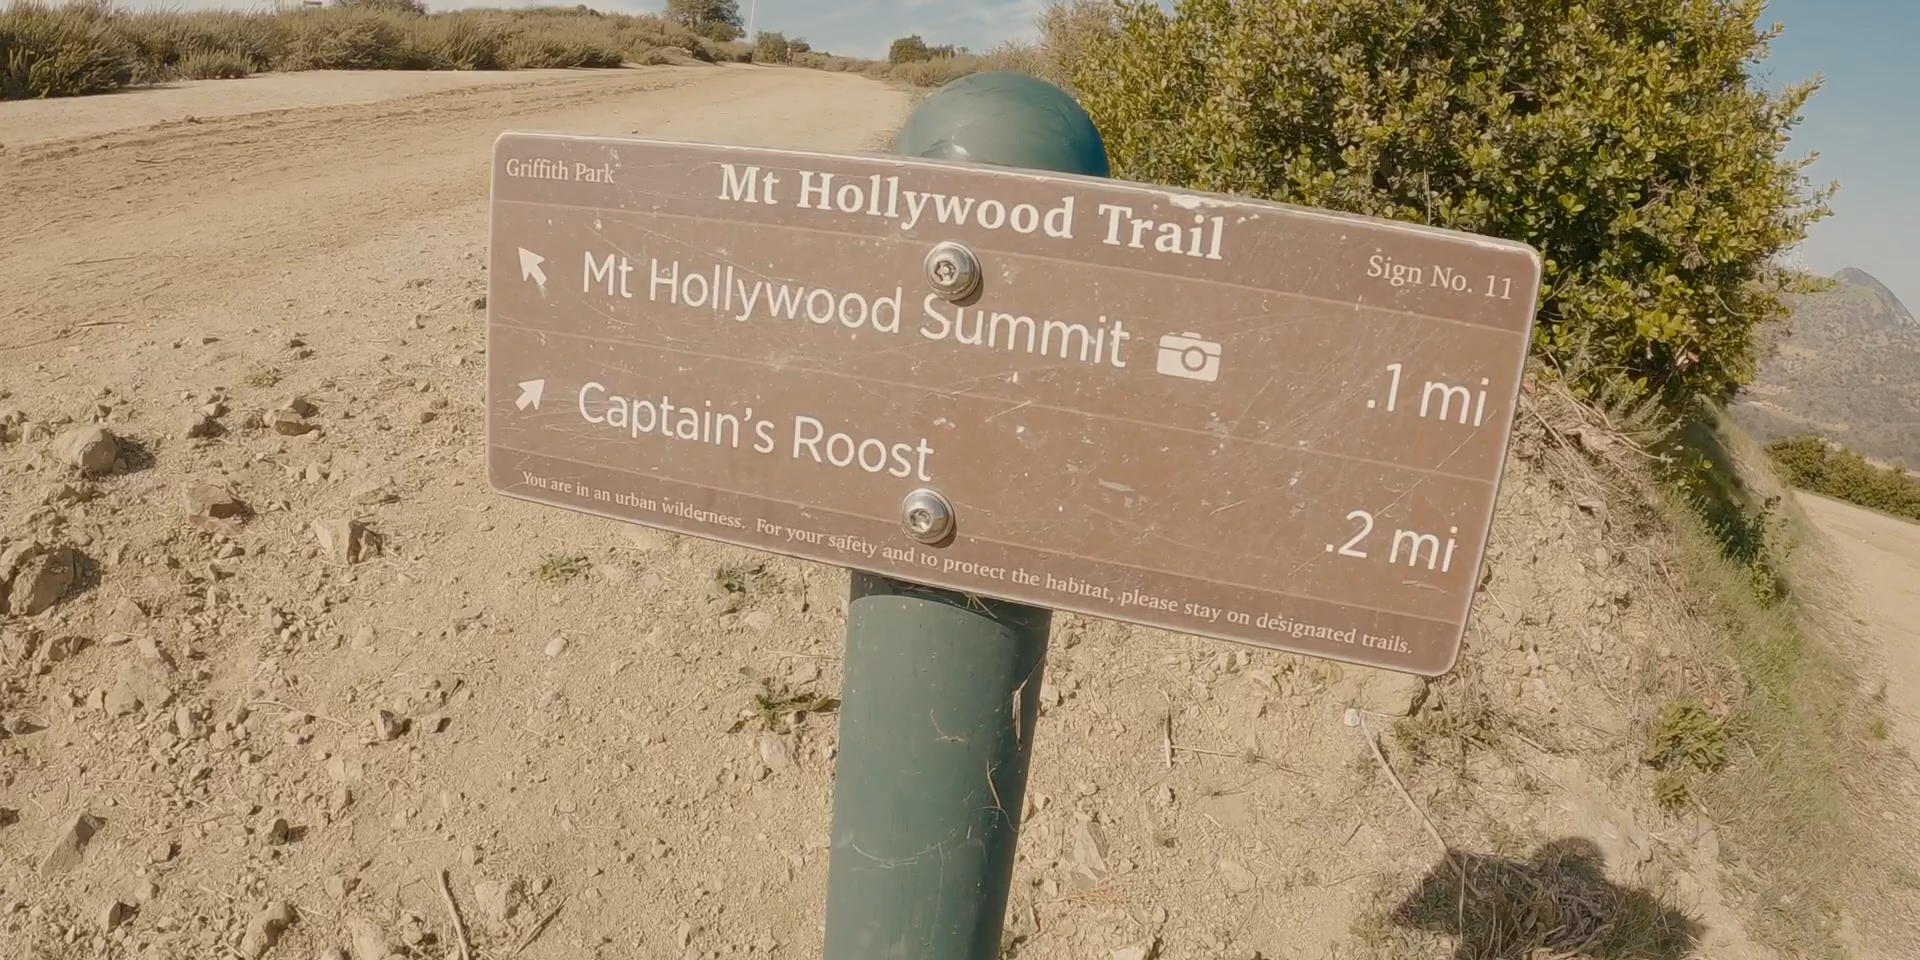 Griffith Park
Mt Hollywood Trail
Sign No. 11
Mt Hollywood Summit .1 mi
Captain's Roost .2 mi
You are in an urban wilderness. For your safety and to protect the habitat, please stay on designated trails.